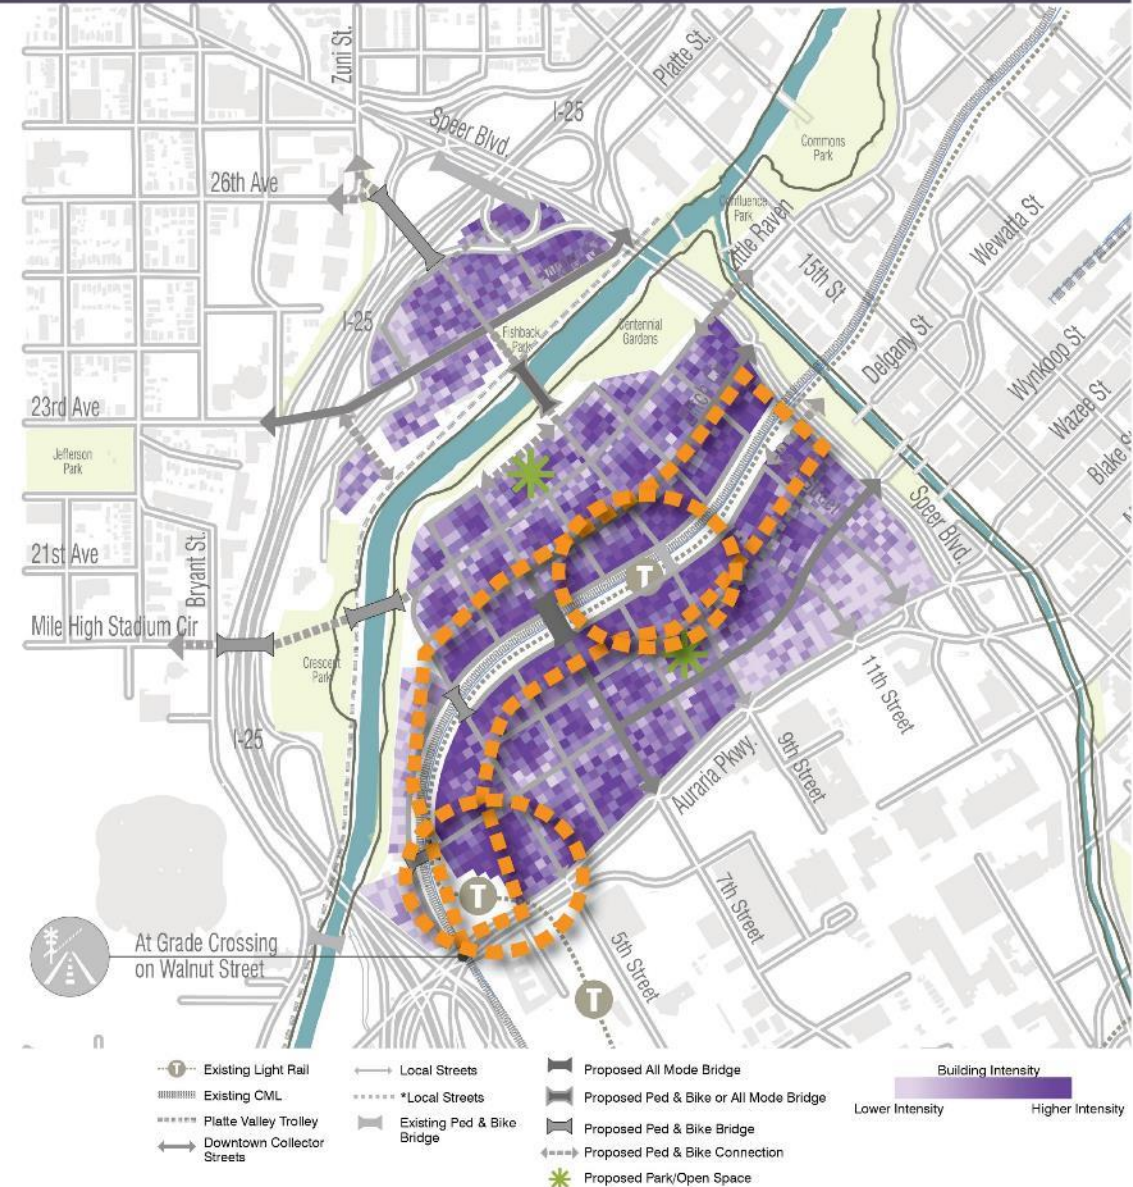 Zuni St.
Platte St.
I-25
Speer Blvd.
Commons
Park
26th Ave
Confluence
Park
Little Raven
Wewatta St
15th St
I-25
Fishback
Park
Centennial
Gardens
Delgany St
Wynkoop St
23rd Ave
Wazee St
Jefferson
Park
Speer Blvd.
21st Ave
Bryant St.
T
Mile High Stadium Cir
Crescent
Park
11th Street
I-25
9th Street
Auraria Pkwy.
7th Street
T
At Grade Crossing
on Walnut Street
5th Street
T
T Existing Light Rail
Existing CML
Platte Valley Trolley
Downtown Collector
Streets
Local Streets
*Local Streets
Existing Ped & Bike
Bridge
Proposed All Mode Bridge
Proposed Ped & Bike or All Mode Bridge
Proposed Ped & Bike Bridge
Proposed Ped & Bike Connection
Proposed Park/Open Space
Building Intensity
Lower Intensity
Higher Intensity